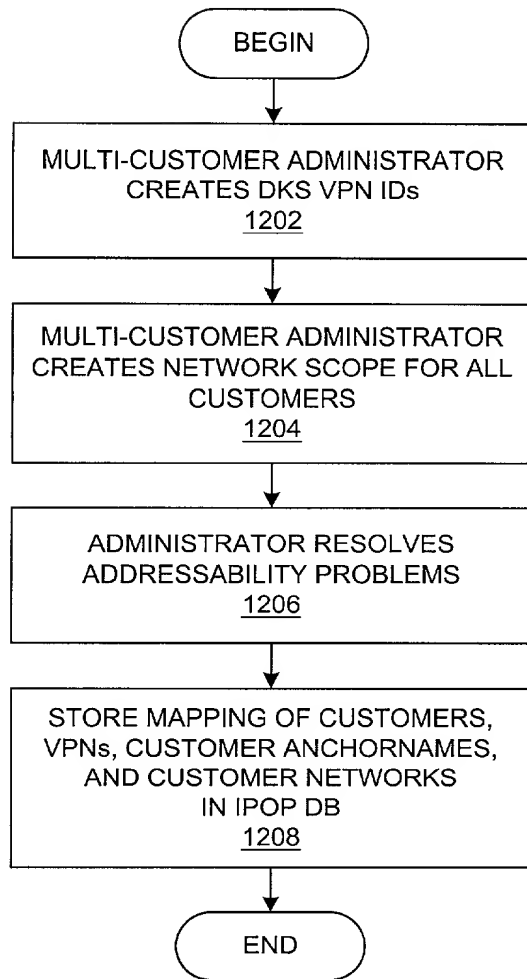 BEGIN
MULTI-CUSTOMER ADMINISTRATOR
CREATES DKS VPN IDs
1202
MULTI-CUSTOMER ADMINISTRATOR
CREATES NETWORK SCOPE FOR ALL
CUSTOMERS
1204
ADMINISTRATOR RESOLVES
ADDRESSABILITY PROBLEMS
1206
STORE MAPPING OF CUSTOMERS,
VPNs, CUSTOMER ANCHORNAMES,
AND CUSTOMER NETWORKS
IN IPOP DB
1208
END